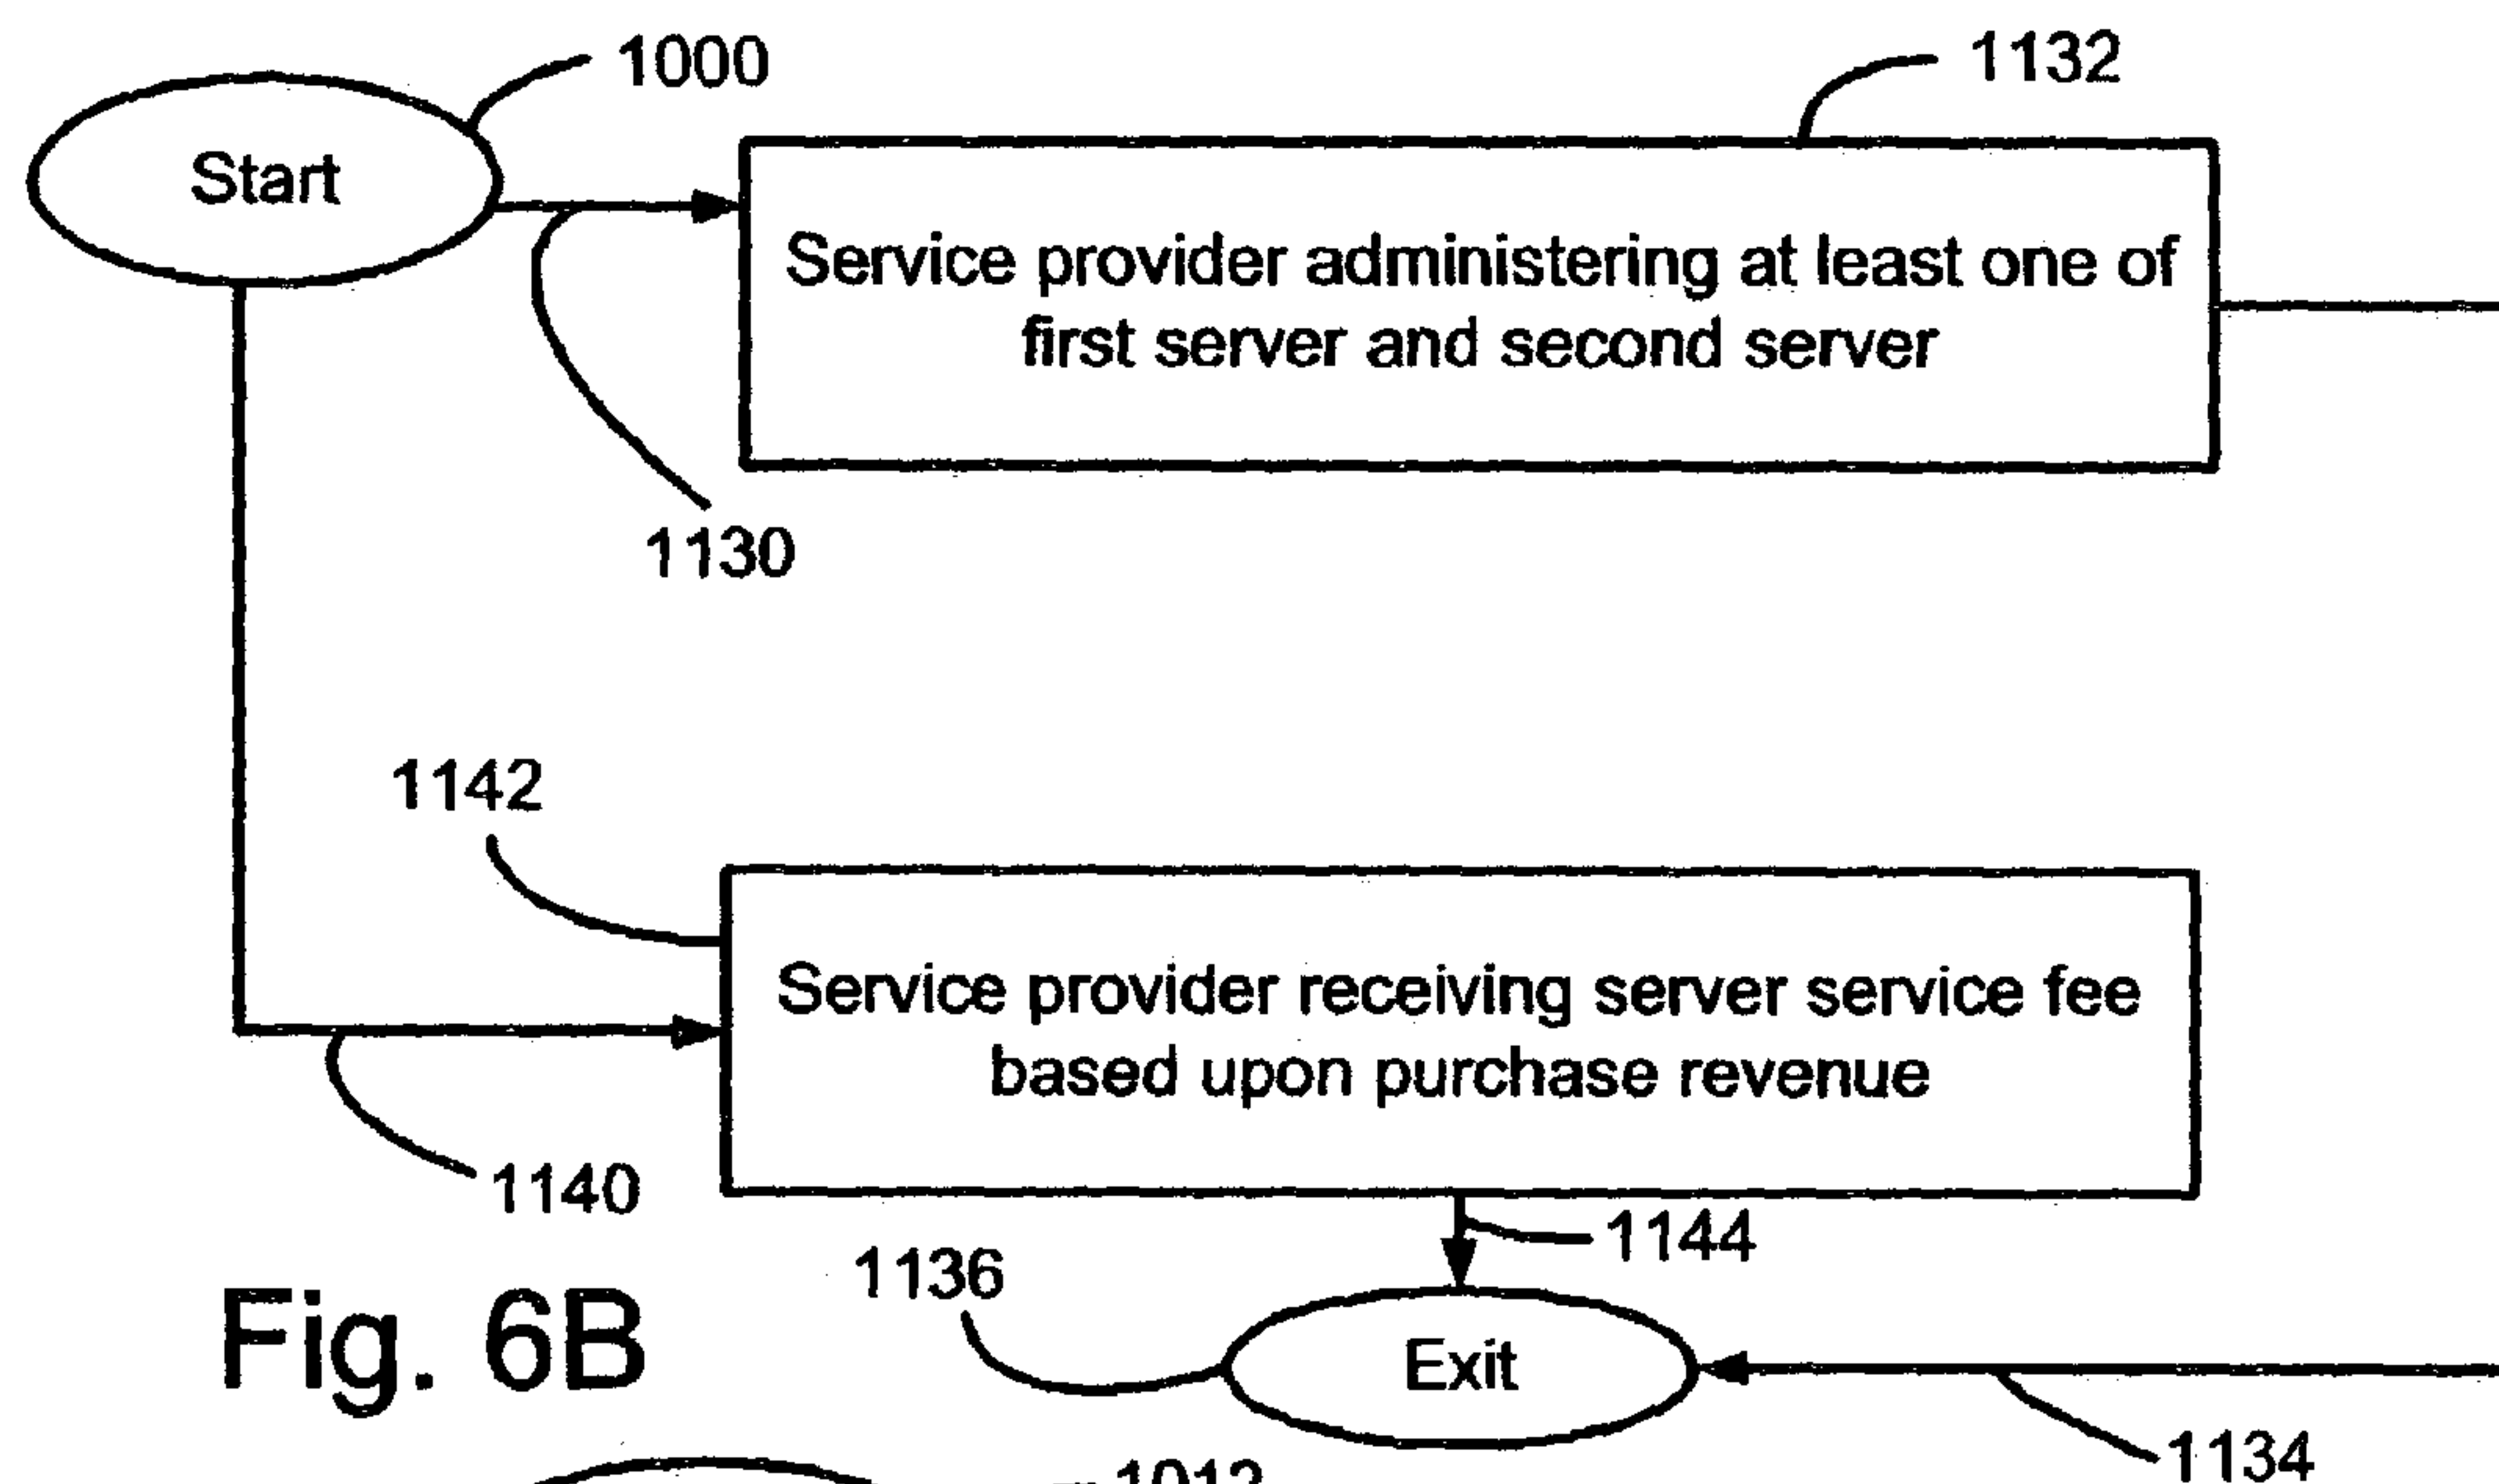 1000
1132
Start
Service provider administering at least one of
first server and second server
1130
1142
Service provider receiving server service fee
based upon purchase revenue
1140
1144
1136
Fig. 6B
Exit
1134
1012